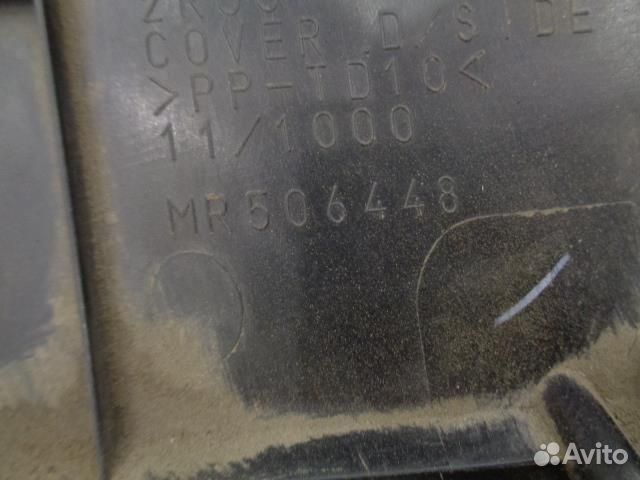 COVER,D/SIDE
>PP-TD10<
11/1000
MR506448
Avito